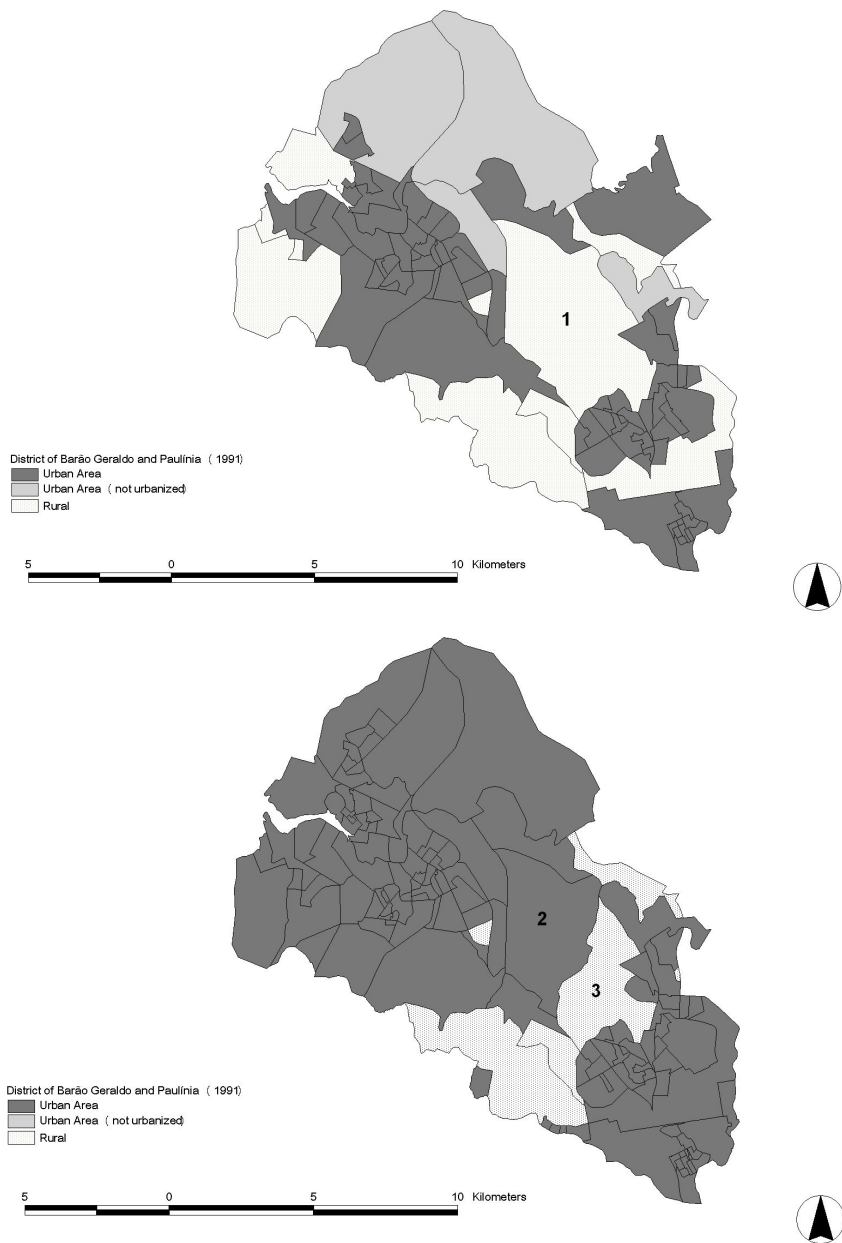 1
District of Barão Geraldo and Paulínia ( 1991)
Urban Area
Urban Area ( not urbanized)
Rural
5 0 5 10 Kilometers
2
3
District of Barão Geraldo and Paulínia ( 1991)
Urban Area
Urban Area ( not urbanized)
Rural
5 0 5 10 Kilometers